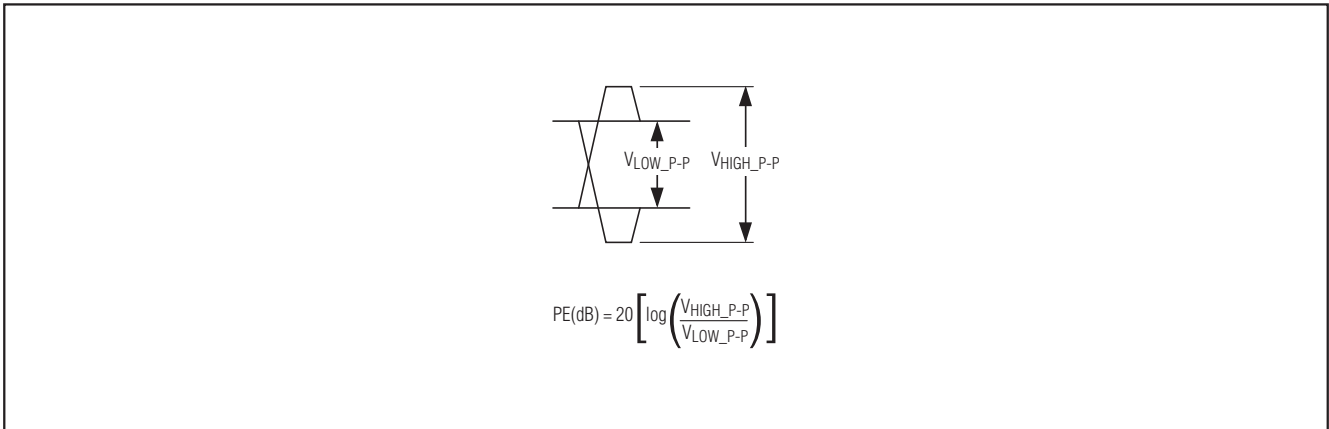 VLOW_P-P VHIGH_P-P
PE(dB) = 20 [log(VHIGH_P-P / VLOW_P-P)]